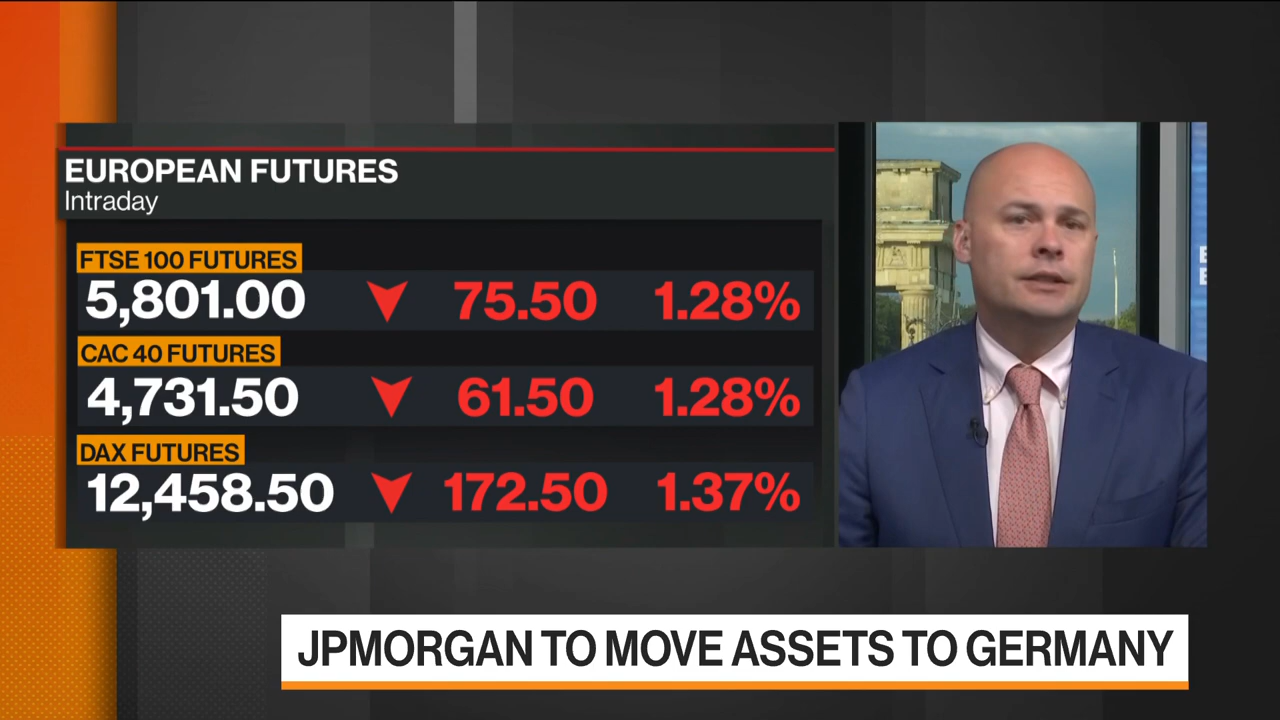 EUROPEAN FUTURES
Intraday
FTSE 100 FUTURES
5,801.00 75.50 1.28%
CAC 40 FUTURES
4,731.50 61.50 1.28%
DAX FUTURES
12,458.50 172.50 1.37%
JPMORGAN TO MOVE ASSETS TO GERMANY